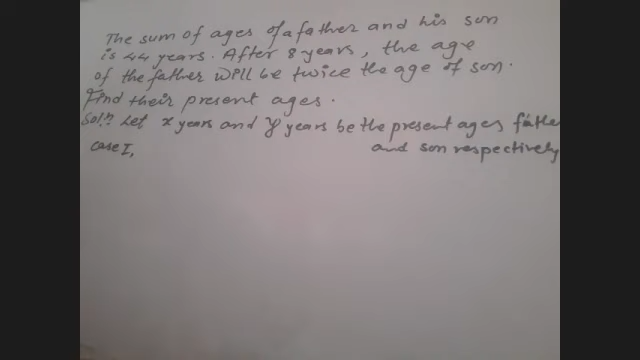 The sum of ages of a father and his son
is 44 years. After 8 years, the age
of the father will be twice the age of son.
Find their present ages.
Sol!n Let x years and y years be the present ages fathe
case I, and son respectively